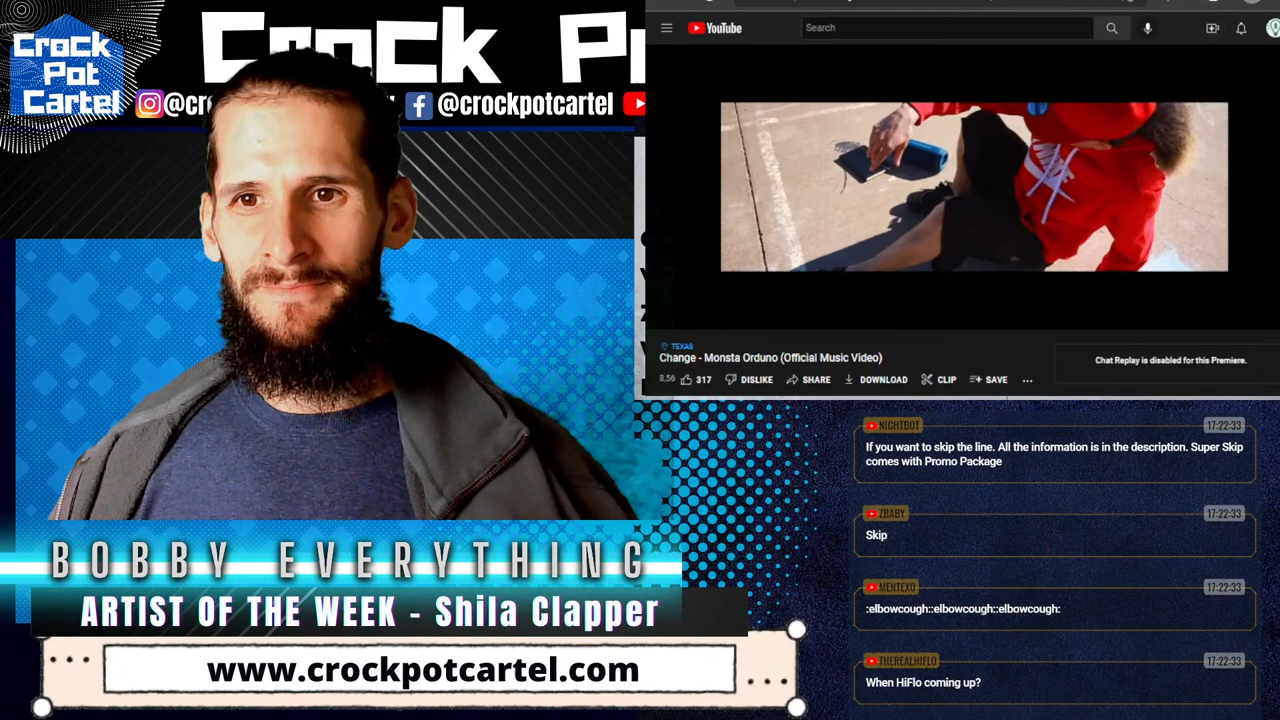 Crock
Pot
Cartel
Crock P
@cr
@crockpotcartel
YouTube
Search
TEXAS
Change - Monsta Orduno (Official Music Video)
317
DISLIKE
SHARE
DOWNLOAD
CLIP
SAVE
...
Chat Replay is disabled for this Premiere.
NIGHTBOT
17:22:33
If you want to skip the line. All the information is in the description. Super Skip
comes with Promo Package
ZBABY
17:22:33
Skip
MENTEXO
17:22:33
:elbowcough::elbowcough::elbowcough:
THEREALHIFLO
17:22:33
When HiFlo coming up?
BOBBY EVERYTHING
ARTIST OF THE WEEK - Shila Clapper
www.crockpotcartel.com